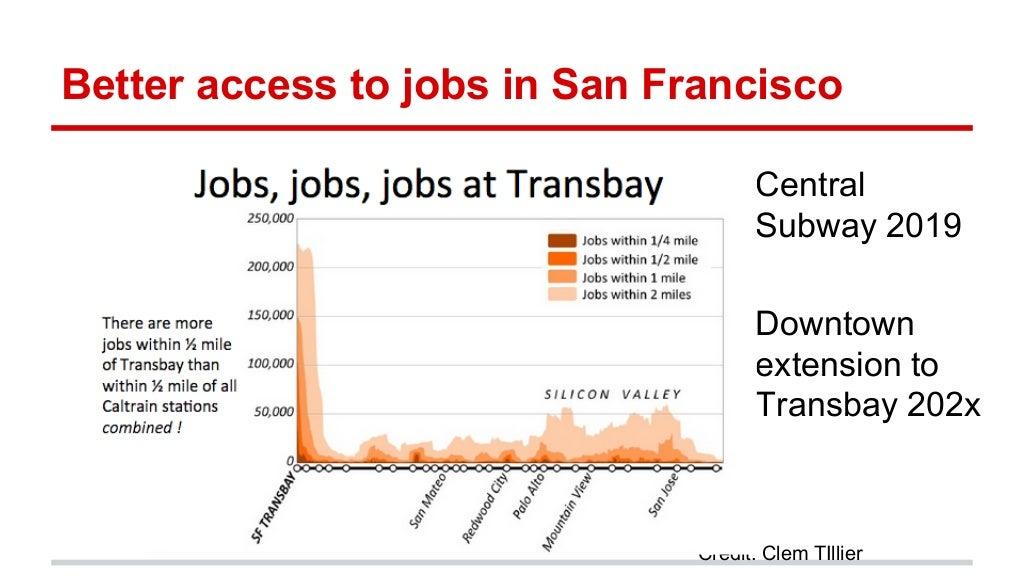 Better access to jobs in San Francisco
Jobs, jobs, jobs at Transbay
Central
Subway 2019
Downtown
extension to
Transbay 202x
There are more
jobs within ½ mile
of Transbay than
within ½ mile of all
Caltrain stations
combined !
250,000
200,000
150,000
100,000
50,000
0
Jobs within 1/4 mile
Jobs within 1/2 mile
Jobs within 1 mile
Jobs within 2 miles
SILICON VALLEY
SF TRANSBAY
San Mateo
Redwood City
Palo Alto
Mountain View
San Jose
Credit: Clem TIllier